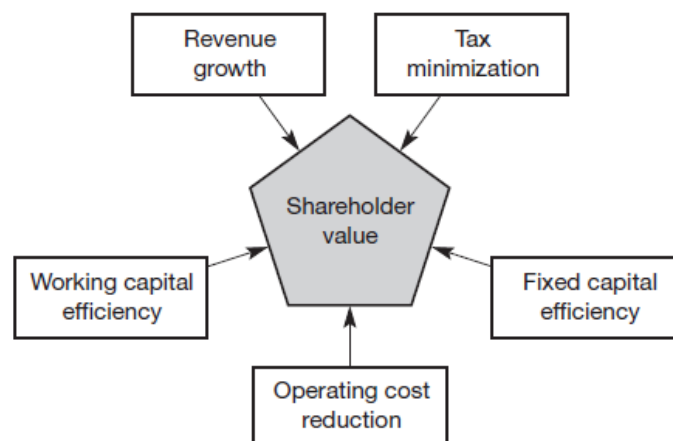 Revenue
growth
Tax
minimization
Shareholder
value
Working capital
efficiency
Fixed capital
efficiency
Operating cost
reduction